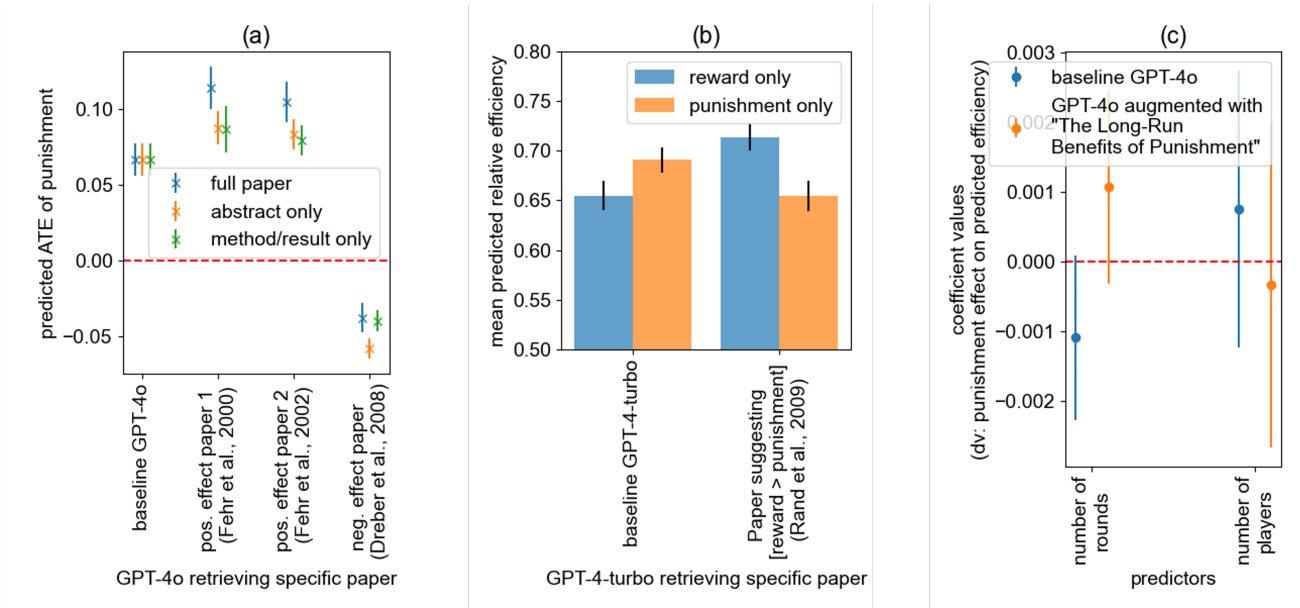 (a)
predicted ATE of punishment
0.10
0.05
0.00
−0.05
full paper
abstract only
method/result only
baseline GPT-4o
pos. effect paper 1
(Fehr et al., 2000)
pos. effect paper 2
(Fehr et al., 2002)
neg. effect paper
(Dreber et al., 2008)
GPT-4o retrieving specific paper
(b)
mean predicted relative efficiency
0.80
0.75
0.70
0.65
0.60
0.55
0.50
reward only
punishment only
baseline GPT-4-turbo
Paper suggesting
[reward > punishment]
(Rand et al., 2009)
GPT-4-turbo retrieving specific paper
(c)
coefficient values
(dv: punishment effect on predicted efficiency)
0.003
0.002
0.001
0.000
−0.001
−0.002
baseline GPT-4o
GPT-4o augmented with
"The Long-Run
Benefits of Punishment"
number of
rounds
number of
players
predictors